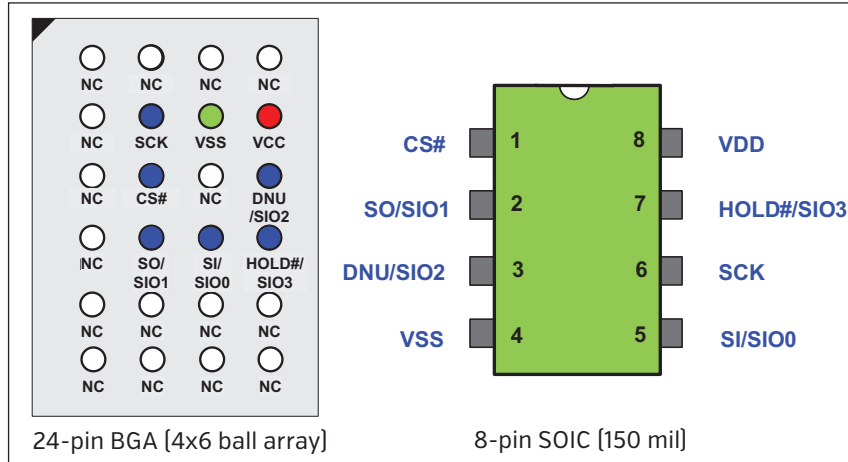 NC NC NC NC
NC SCK VSS VCC
NC CS# NC DNU
/SIO2
NC SO/ SI/ HOLD#/
SIO1 SIO0 SIO3
NC NC NC NC
NC NC NC NC
24-pin BGA (4x6 ball array)
CS# 1 8 VDD
SO/SIO1 2 7 HOLD#/SIO3
DNU/SIO2 3 6 SCK
VSS 4 5 SI/SIO0
8-pin SOIC (150 mil)